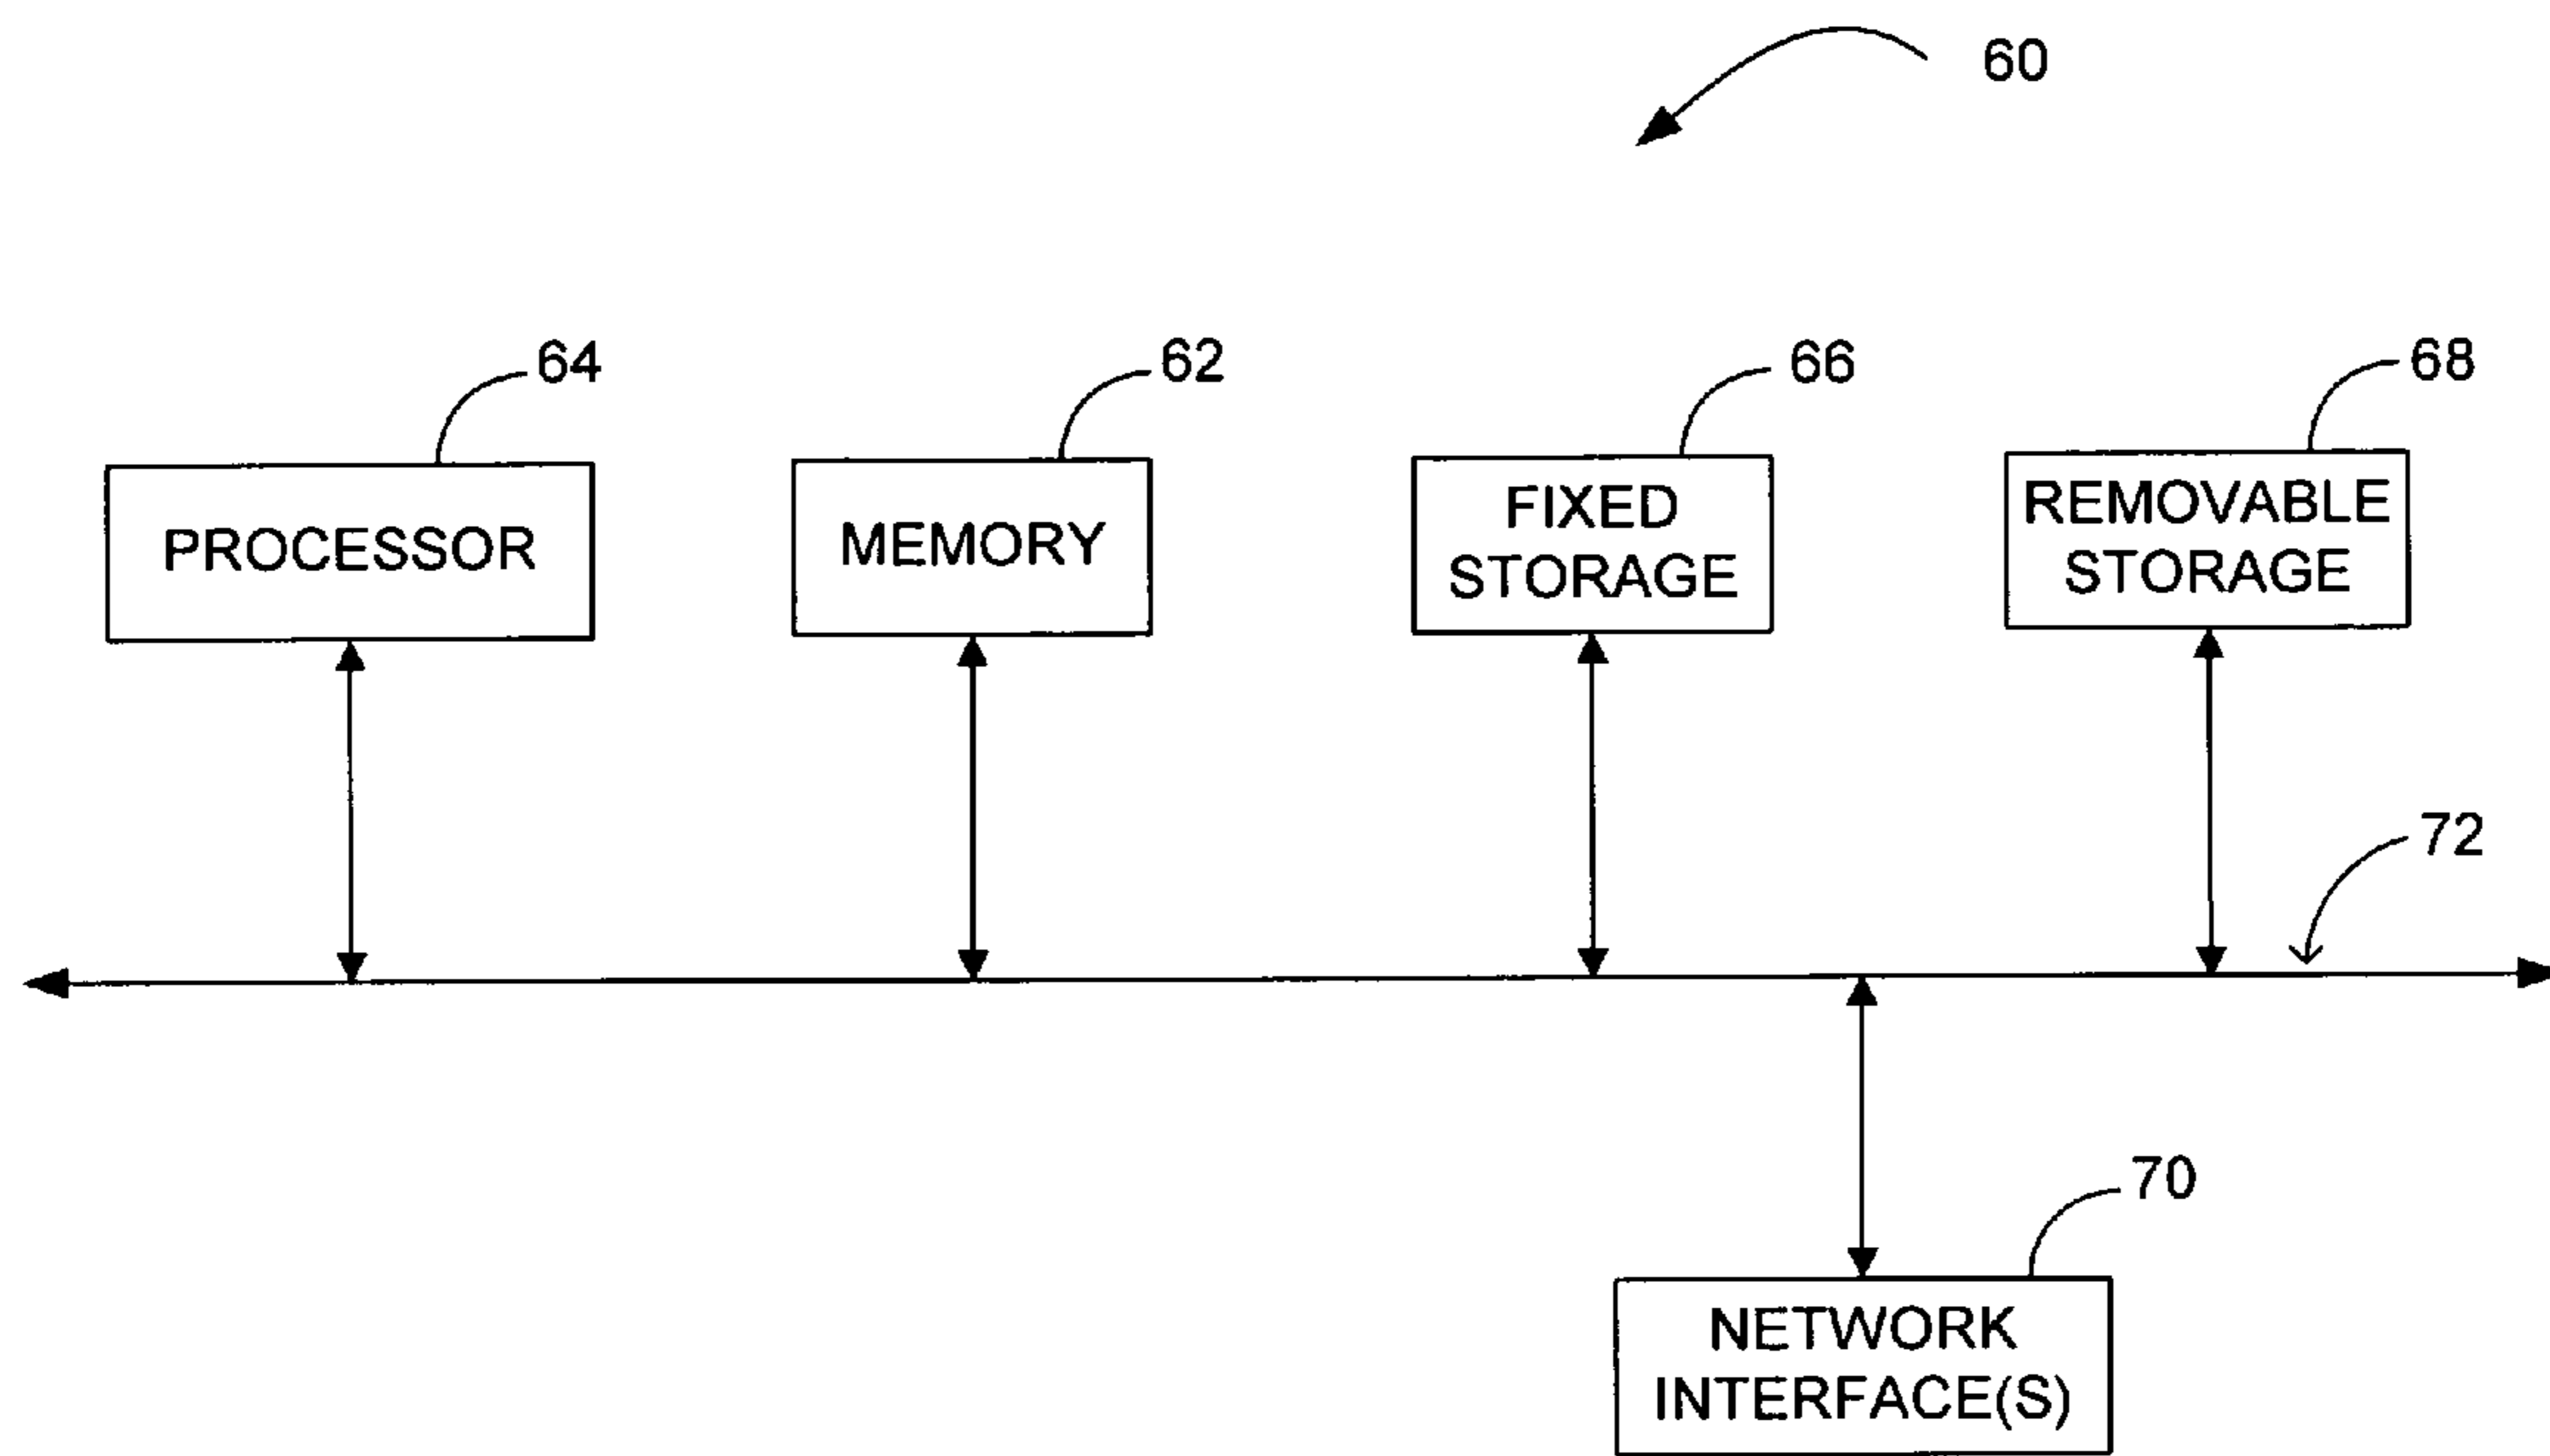 60
64
62
66
68
PROCESSOR
MEMORY
FIXED
STORAGE
REMOVABLE
STORAGE
72
70
NETWORK
INTERFACE(S)